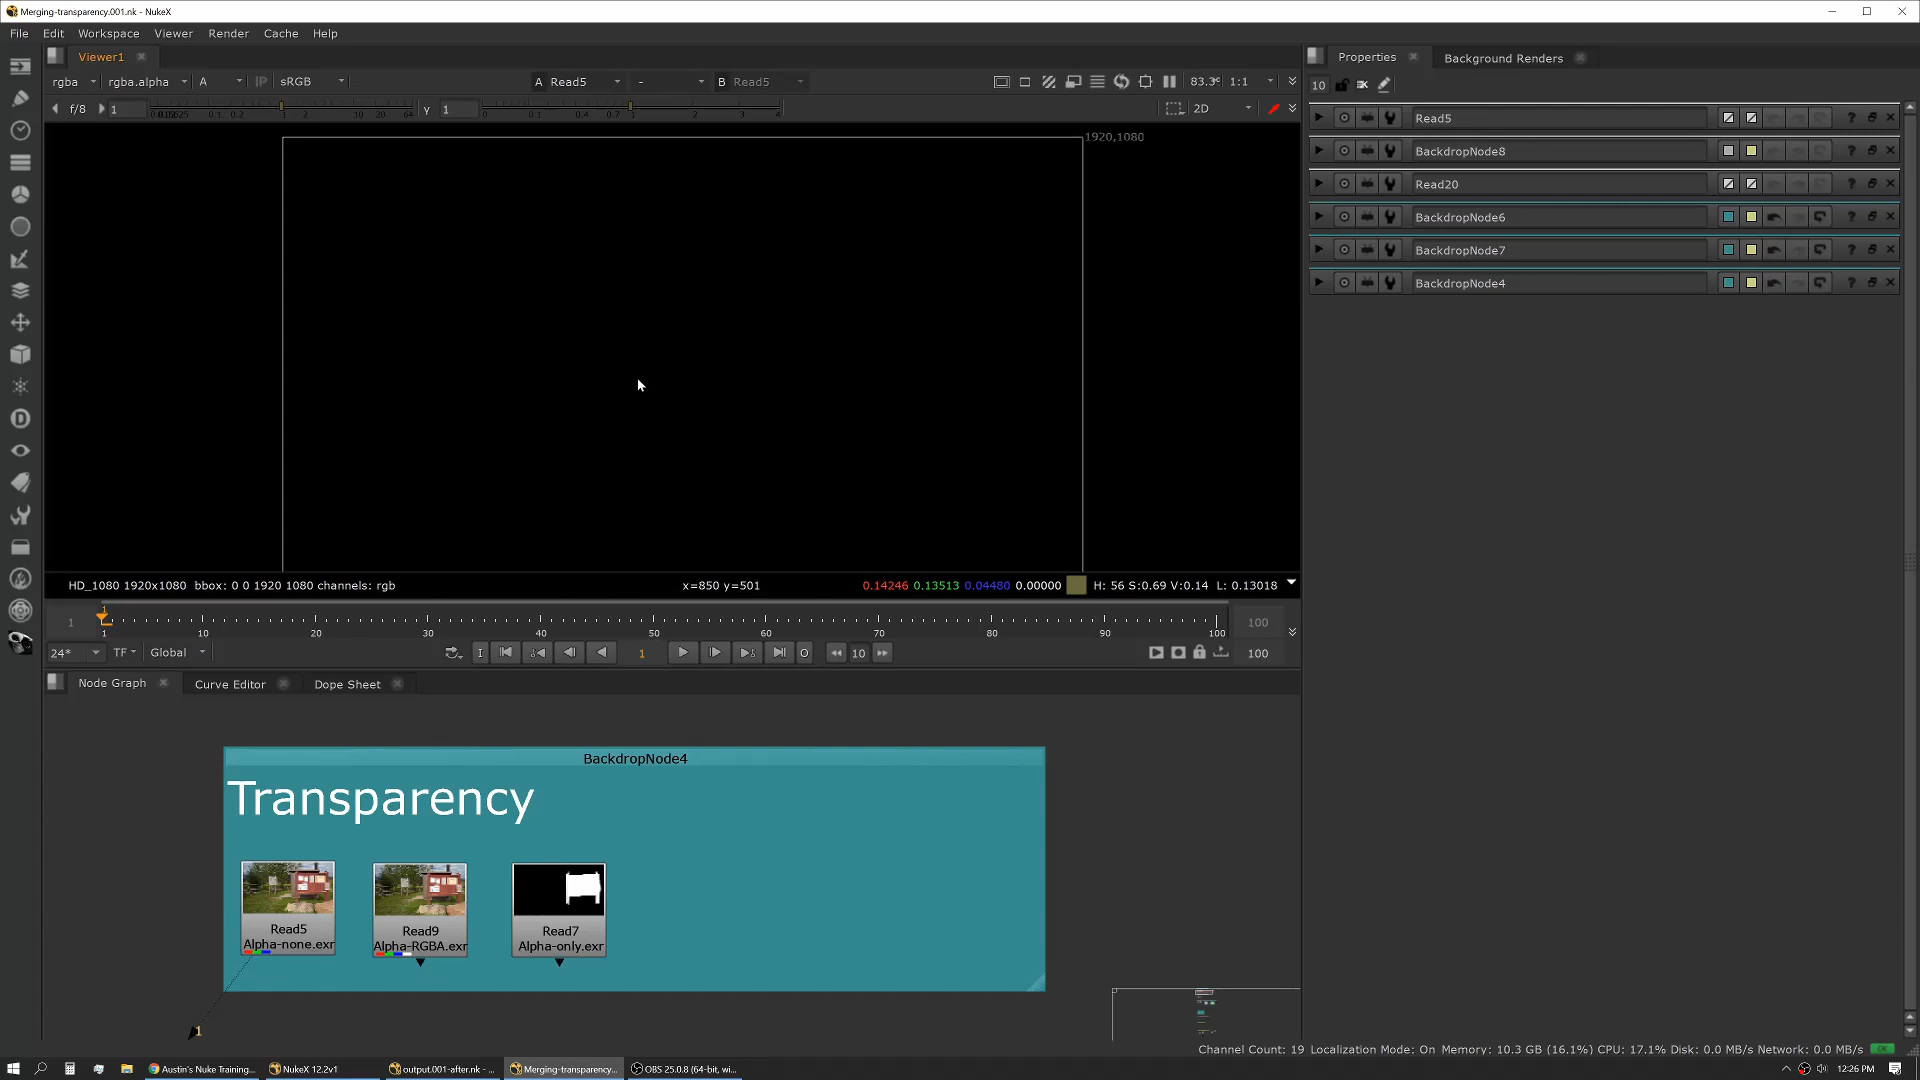 Merging-transparency.001.nk - NukeX
File Edit Workspace Viewer Render Cache Help
Viewer1
rgba rgba.alpha A IP sRGB A Read5 - B Read5 83.3 1:1
f/8 1 Y 1 2D
1920,1080
HD_1080 1920x1080 bbox: 0 0 1920 1080 channels: rgb x=850 y=501 0.14246 0.13513 0.04480 0.00000 H: 56 S:0.69 V:0.14 L: 0.13018
1
1 100
1 10 20 30 40 50 60 70 80 90 100
24* TF Global I 1 O 10 100
Node Graph Curve Editor Dope Sheet
BackdropNode4
Transparency
Read5
Alpha-none.exr
Read9
Alpha-RGBA.exr
Read7
Alpha-only.exr
1
Properties Background Renders
10
Read5
BackdropNode8
Read20
BackdropNode6
BackdropNode7
BackdropNode4
Channel Count: 19 Localization Mode: On Memory: 10.3 GB (16.1%) CPU: 17.1% Disk: 0.0 MB/s Network: 0.0 MB/s OK
Austin's Nuke Training... NukeX 12.2v1 output.001-after.nk - ... Merging-transparency... OBS 25.0.8 (64-bit, wi... 12:26 PM